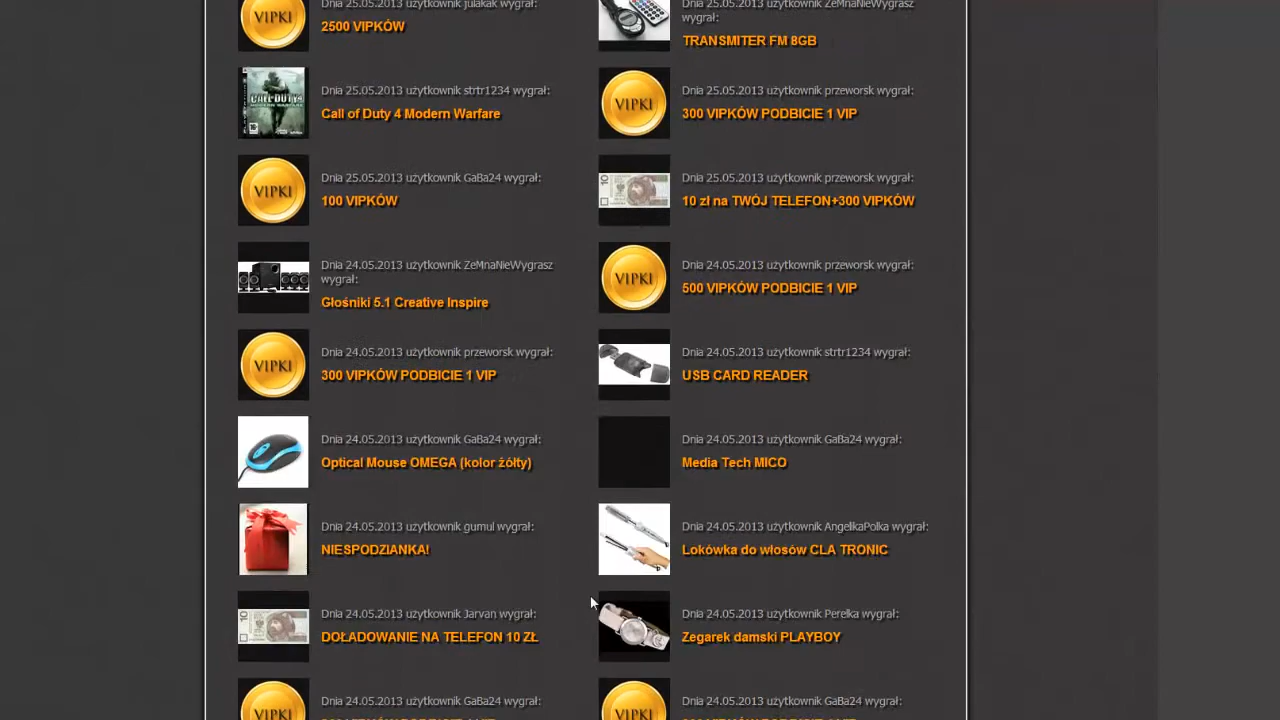 Dnia 25.05.2013 użytkownik julakak wygrał:
2500 VIPKÓW
Dnia 25.05.2013 użytkownik ZeMnaNieWygrasz
wygrał:
TRANSMITER FM 8GB
Dnia 25.05.2013 użytkownik strtr1234 wygrał:
Call of Duty 4 Modern Warfare
VIPKI
Dnia 25.05.2013 użytkownik przeworsk wygrał:
300 VIPKÓW PODBICIE 1 VIP
VIPKI
Dnia 25.05.2013 użytkownik GaBa24 wygrał:
100 VIPKÓW
Dnia 25.05.2013 użytkownik przeworsk wygrał:
10 zł na TWÓJ TELEFON+300 VIPKÓW
Dnia 24.05.2013 użytkownik ZeMnaNieWygrasz
wygrał:
Głośniki 5.1 Creative Inspire
VIPKI
Dnia 24.05.2013 użytkownik przeworsk wygrał:
500 VIPKÓW PODBICIE 1 VIP
VIPKI
Dnia 24.05.2013 użytkownik przeworsk wygrał:
300 VIPKÓW PODBICIE 1 VIP
Dnia 24.05.2013 użytkownik strtr1234 wygrał:
USB CARD READER
Dnia 24.05.2013 użytkownik GaBa24 wygrał:
Optical Mouse OMEGA (kolor żółty)
Dnia 24.05.2013 użytkownik GaBa24 wygrał:
Media Tech MICO
Dnia 24.05.2013 użytkownik gumul wygrał:
NIESPODZIANKA!
Dnia 24.05.2013 użytkownik AngelikaPolka wygrał:
Lokówka do włosów CLA TRONIC
Dnia 24.05.2013 użytkownik Jarvan wygrał:
DOŁADOWANIE NA TELEFON 10 ZŁ
Dnia 24.05.2013 użytkownik Perelka wygrał:
Zegarek damski PLAYBOY
VIPKI
Dnia 24.05.2013 użytkownik GaBa24 wygrał:
VIPKI
Dnia 24.05.2013 użytkownik GaBa24 wygrał: